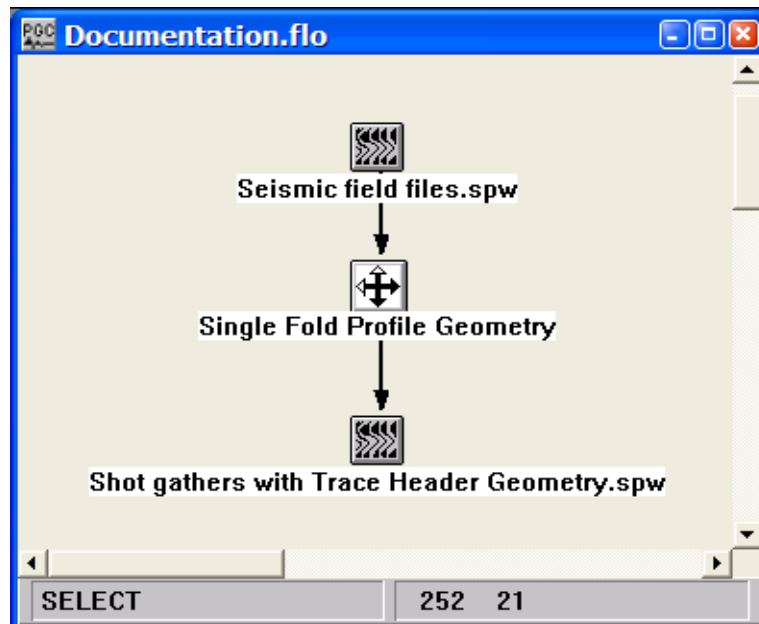 PGC Documentation.flo
Seismic field files.spw
Single Fold Profile Geometry
Shot gathers with Trace Header Geometry.spw
SELECT 252 21